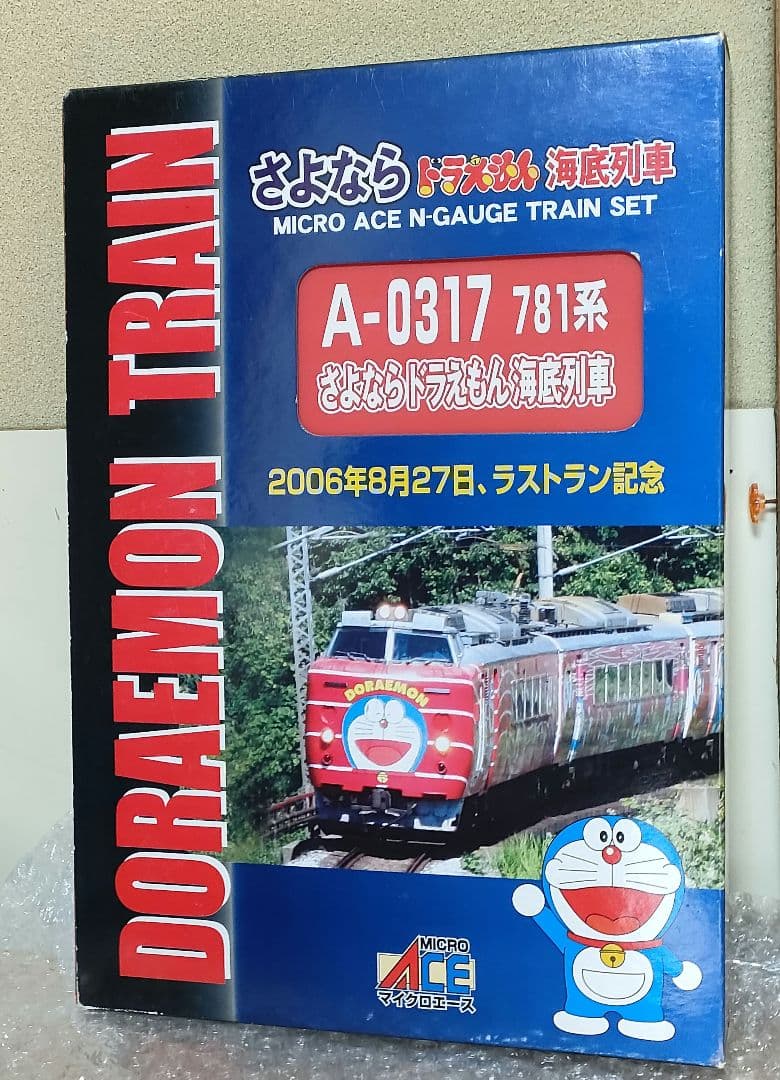 DORAEMON TRAIN
さよなら ドラえもん 海底列車
MICRO ACE N-GAUGE TRAIN SET
A-0317 781系
さよならドラえもん海底列車
2006年8月27日、ラストラン記念
DORAEMON
MICRO
ACE
マイクロエース